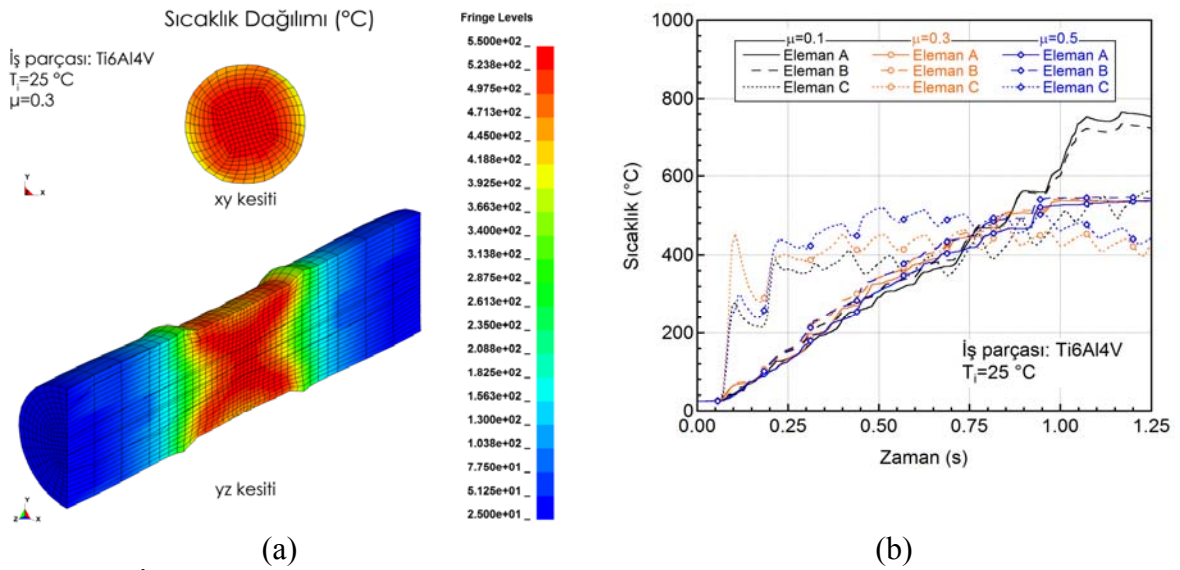 Sıcaklık Dağılımı (°C)
İş parçası: Ti6Al4V
Tᵢ=25 °C
μ=0.3
Y
X
xy kesiti
Y
Z
X
yz kesiti
Fringe Levels
5.500e+02
5.238e+02
4.975e+02
4.713e+02
4.450e+02
4.188e+02
3.925e+02
3.663e+02
3.400e+02
3.138e+02
2.875e+02
2.613e+02
2.350e+02
2.088e+02
1.825e+02
1.563e+02
1.300e+02
1.038e+02
7.750e+01
5.125e+01
2.500e+01
(a)
1000
800
600
400
200
0
Sıcaklık (°C)
μ=0.1 μ=0.3 μ=0.5
Eleman A Eleman A Eleman A
Eleman B Eleman B Eleman B
Eleman C Eleman C Eleman C
İş parçası: Ti6Al4V
Tᵢ=25 °C
0.00 0.25 0.50 0.75 1.00 1.25
Zaman (s)
(b)